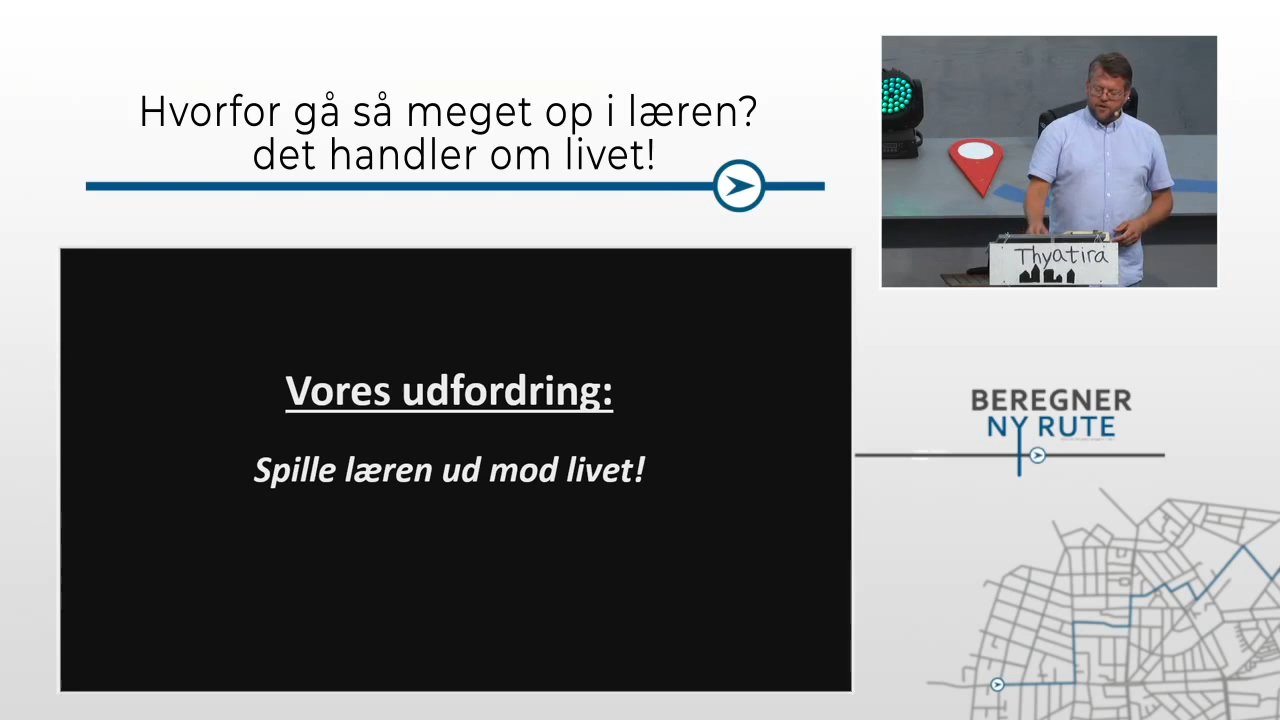 Hvorfor gå så meget op i læren?
det handler om livet!
Thyatira
Vores udfordring:
Spille læren ud mod livet!
BEREGNER
NY RUTE